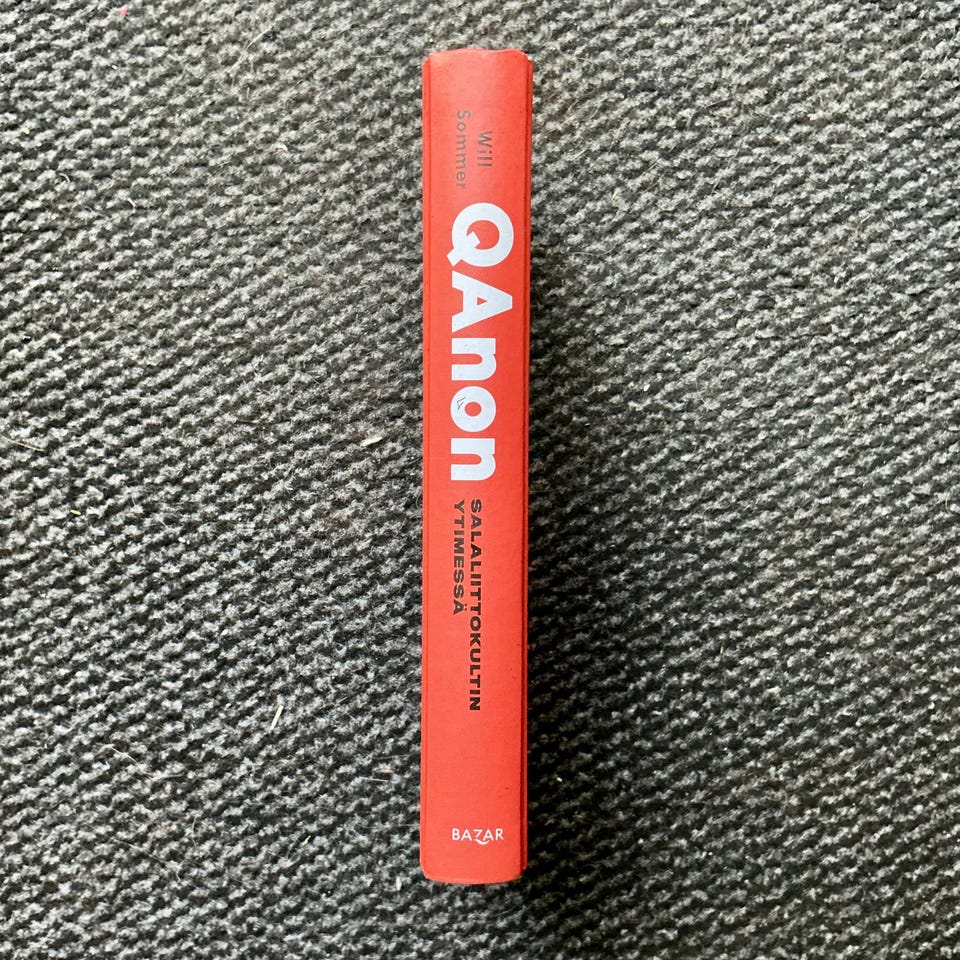 Will
Sommer
QAnon
SALALIITTOKULTIN
YTIMESSÄ
BAZAR